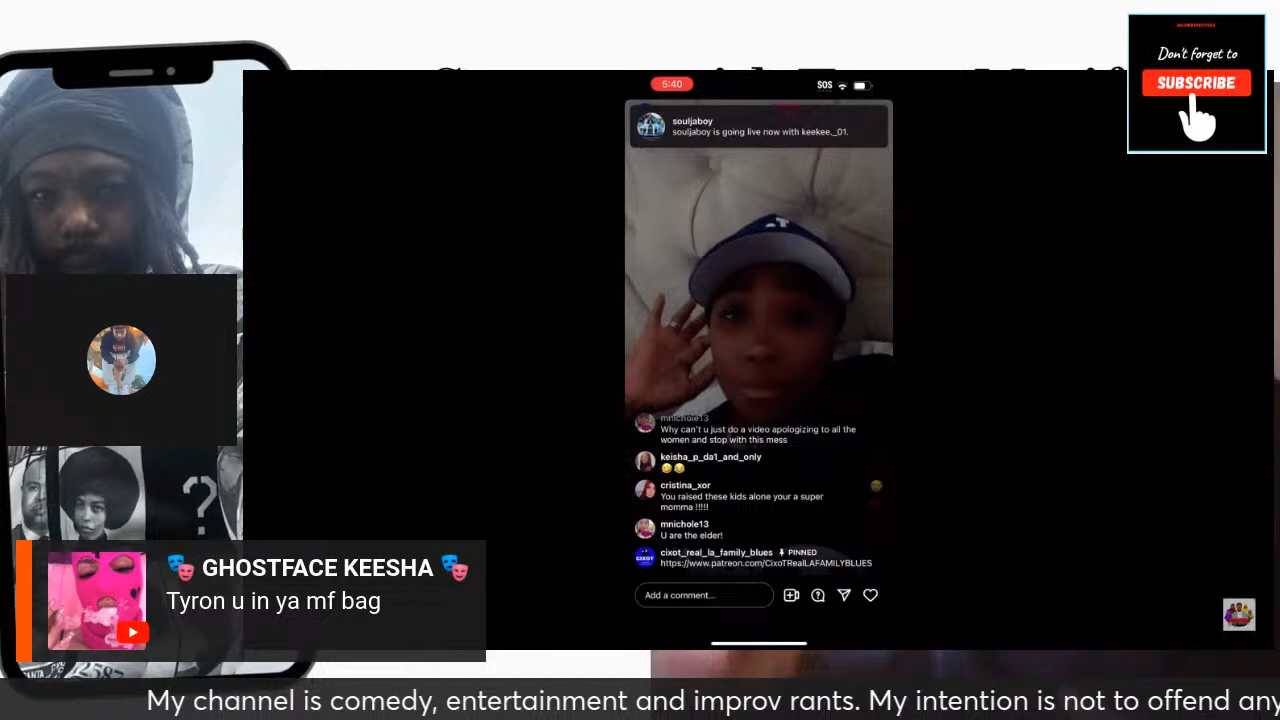 Don't forget to
SUBSCRIBE
5:40
SOS
souljaboy
souljaboy is going live now with keekee._01.
mnichole13
Why can't u just do a video apologizing to all the
women and stop with this mess
keisha_p_da1_and_only
🤣😂
cristina_xor
You raised these kids alone your a super
momma !!!!!
mnichole13
U are the elder!
CIXOT
cixot_real_la_family_blues PINNED
https://www.patreon.com/CixoTRealLAFAMILYBLUES
Add a comment...
?
🎭 GHOSTFACE KEESHA 🎭
Tyron u in ya mf bag
My channel is comedy, entertainment and improv rants. My intention is not to offend any